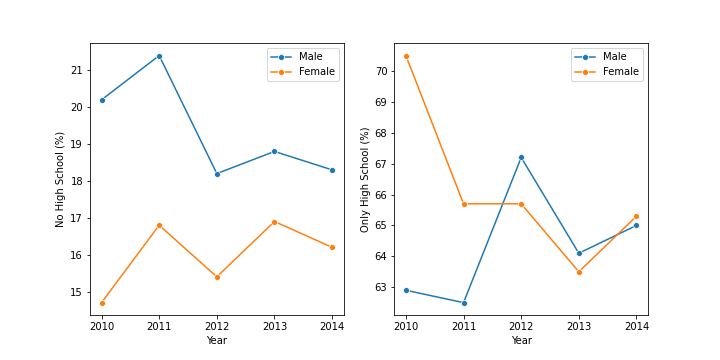 No High School (%)
21
20
19
18
17
16
15
2010 2011 2012 2013 2014
Year
Male
Female
Only High School (%)
70
69
68
67
66
65
64
63
2010 2011 2012 2013 2014
Year
Male
Female